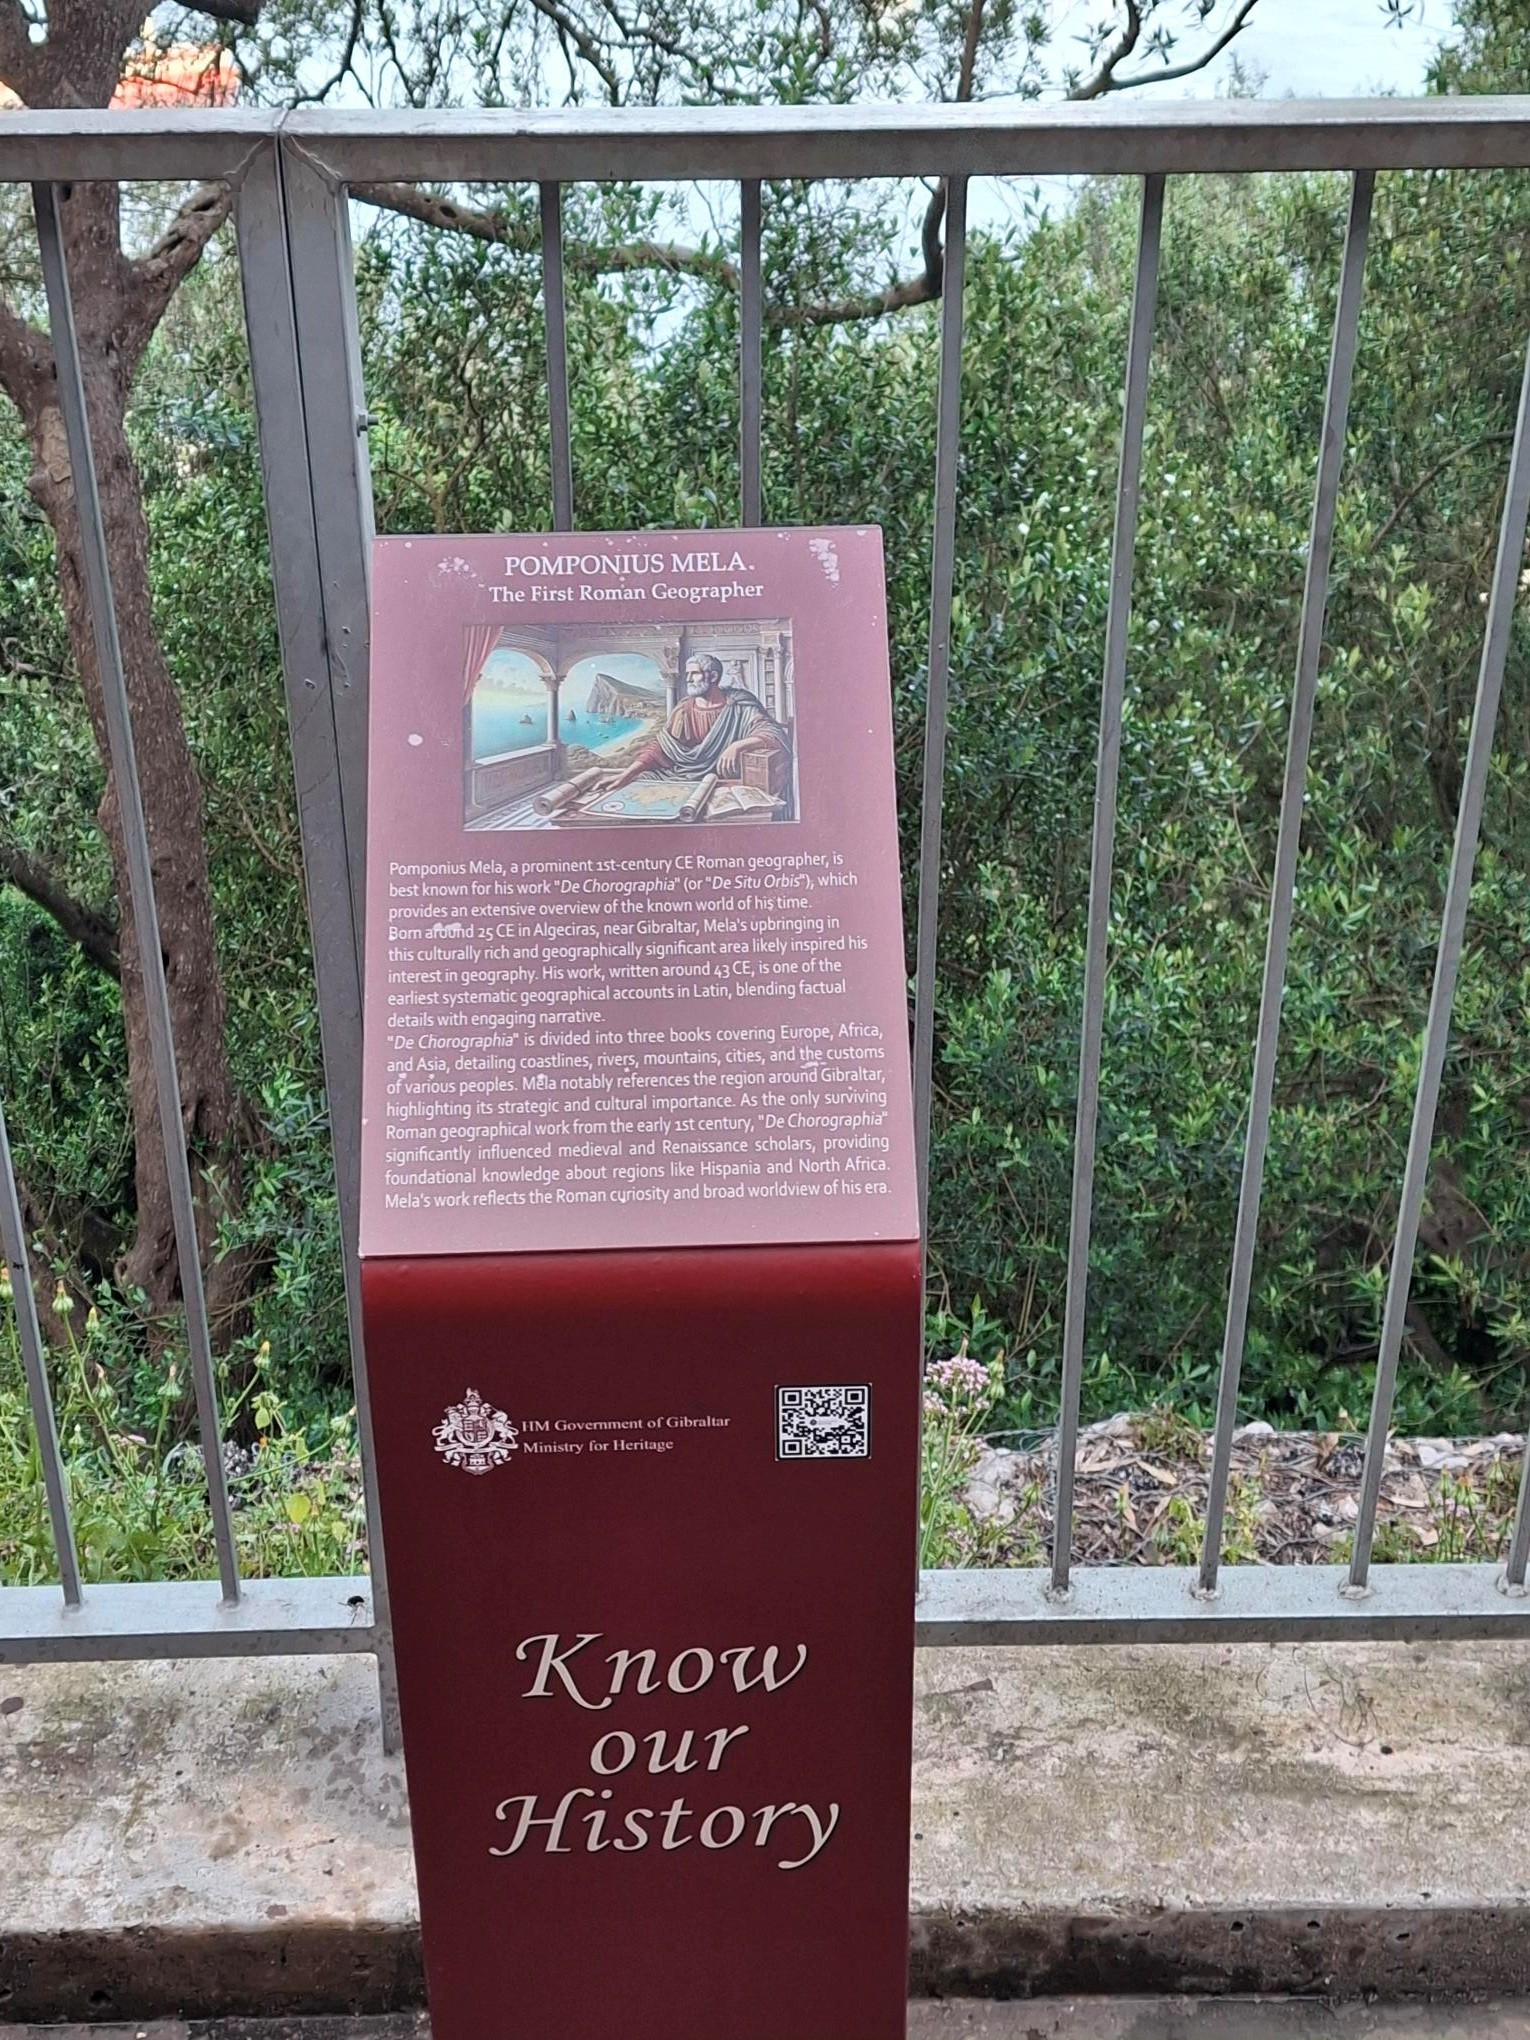 POMPONIUS MELA
The First Roman Geographer
Pomponius Mela, a prominent 1st-century CE Roman geographer, is
best known for his work "De Chorographia" (or "De Situ Orbis"), which
provides an extensive overview of the known world of his time.
Born around 25 CE in Algeciras, near Gibraltar, Mela's upbringing in
this culturally rich and geographically significant area likely inspired his
interest in geography. His work, written around 43 CE, is one of the
earliest systematic geographical accounts in Latin, blending factual
details with engaging narrative.
"De Chorographia" is divided into three books covering Europe, Africa,
and Asia, detailing coastlines, rivers, mountains, cities, and the customs
of various peoples. Mela notably references the region around Gibraltar,
highlighting its strategic and cultural importance. As the only surviving
Roman geographical work from the early 1st century, "De Chorographia"
significantly influenced medieval and Renaissance scholars, providing
foundational knowledge about regions like Hispania and North Africa.
Mela's work reflects the Roman curiosity and broad worldview of his era.
HM Government of Gibraltar
Ministry for Heritage
Know
our
History